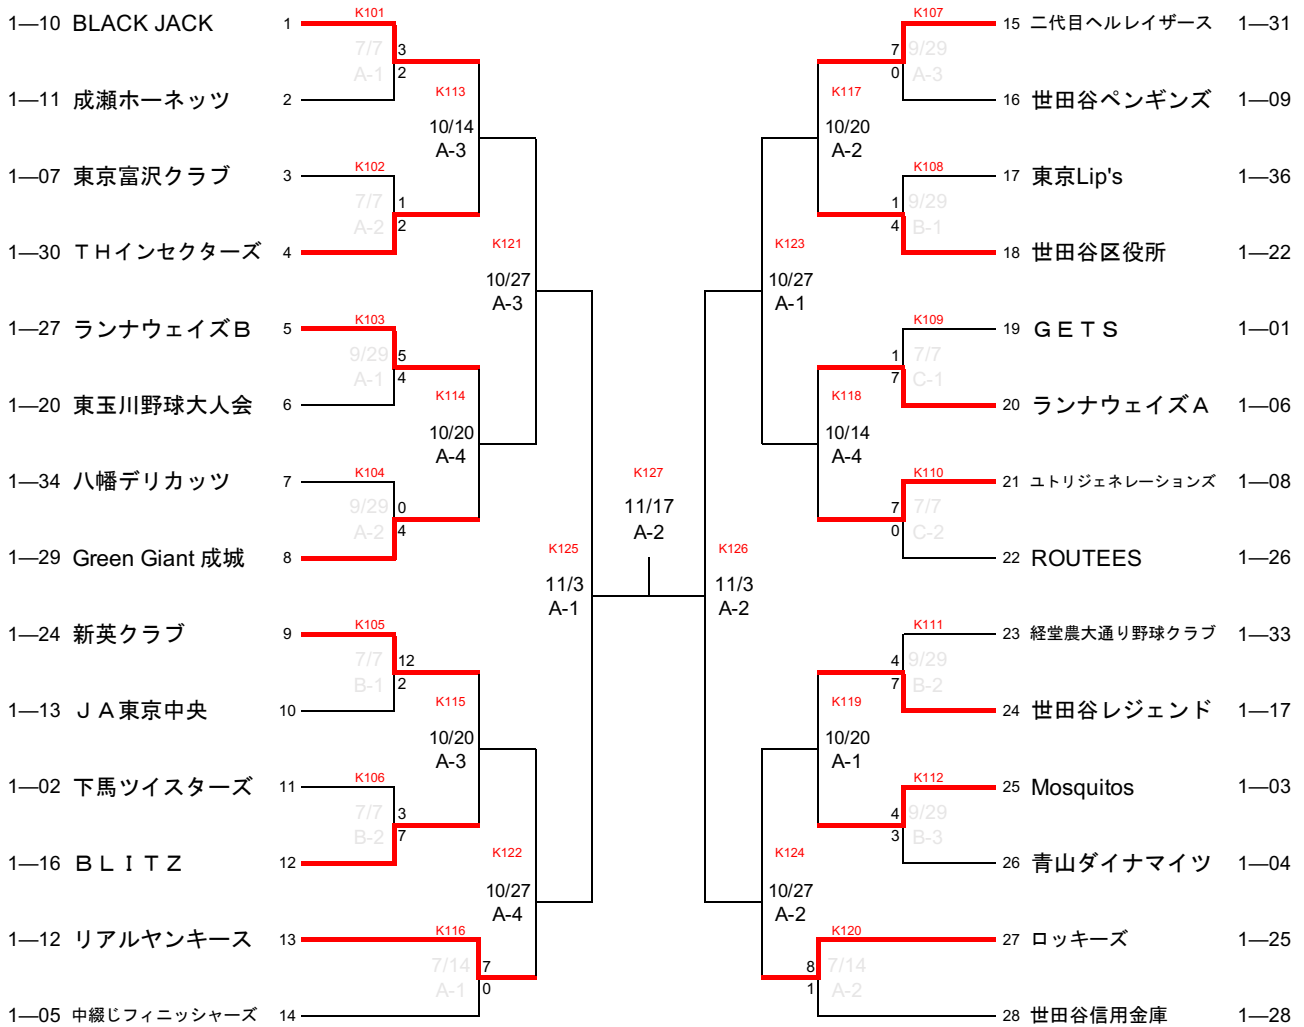 1—10 BLACK JACK 1 K101
7/7 3
A-1 2
1—11 成瀬ホーネッツ 2
K113
10/14
A-3
1—07 東京富沢クラブ 3 K102
7/7 1
A-2 2
1—30 ＴＨインセクターズ 4
K121
10/27
A-3
1—27 ランナウェイズＢ 5 K103
9/29 5
A-1 4
1—20 東玉川野球大人会 6
K114
10/20
A-4
1—34 八幡デリカッツ 7 K104
9/29 0
A-2 4
1—29 Green Giant 成城 8
K125
11/3
A-1
1—24 新英クラブ 9 K105
7/7 12
B-1 2
1—13 ＪＡ東京中央 10
K115
10/20
A-3
1—02 下馬ツイスターズ 11 K106
7/7 3
B-2 7
1—16 ＢＬＩＴＺ 12
K122
10/27
A-4
1—12 リアルヤンキース 13 K116
7/14 7
A-1 0
1—05 中綴じフィニッシャーズ 14
K127
11/17
A-2
K107 15 二代目ヘルレイザース 1—31
7 9/29
0 A-3
16 世田谷ペンギンズ 1—09
K117
10/20
A-2
K108 17 東京Lip's 1—36
1 9/29
4 B-1
18 世田谷区役所 1—22
K123
10/27
A-1
K109 19 ＧＥＴＳ 1—01
1 7/7
7 C-1
20 ランナウェイズＡ 1—06
K118
10/14
A-4
K110 21 ユトリジェネレーションズ 1—08
7 7/7
0 C-2
22 ROUTEES 1—26
K126
11/3
A-2
K111 23 経堂農大通り野球クラブ 1—33
4 9/29
7 B-2
24 世田谷レジェンド 1—17
K119
10/20
A-1
K112 25 Mosquitos 1—03
4 9/29
3 B-3
26 青山ダイナマイツ 1—04
K124
10/27
A-2
K120 27 ロッキーズ 1—25
8 7/14
1 A-2
28 世田谷信用金庫 1—28